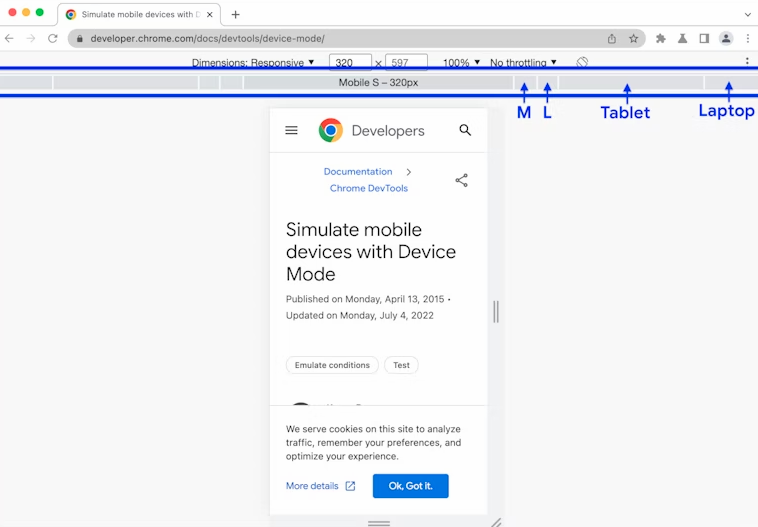 Simulate mobile devices with D
developer.chrome.com/docs/devtools/device-mode/
Dimensions: Responsive ▼ 320 × 597 100% ▼ No throttling ▼
Mobile S – 320px
M L Tablet Laptop
Developers
Documentation >
Chrome DevTools
Simulate mobile
devices with Device
Mode
Published on Monday, April 13, 2015 •
Updated on Monday, July 4, 2022
Emulate conditions Test
We serve cookies on this site to analyze
traffic, remember your preferences, and
optimize your experience.
More details Ok, Got it.